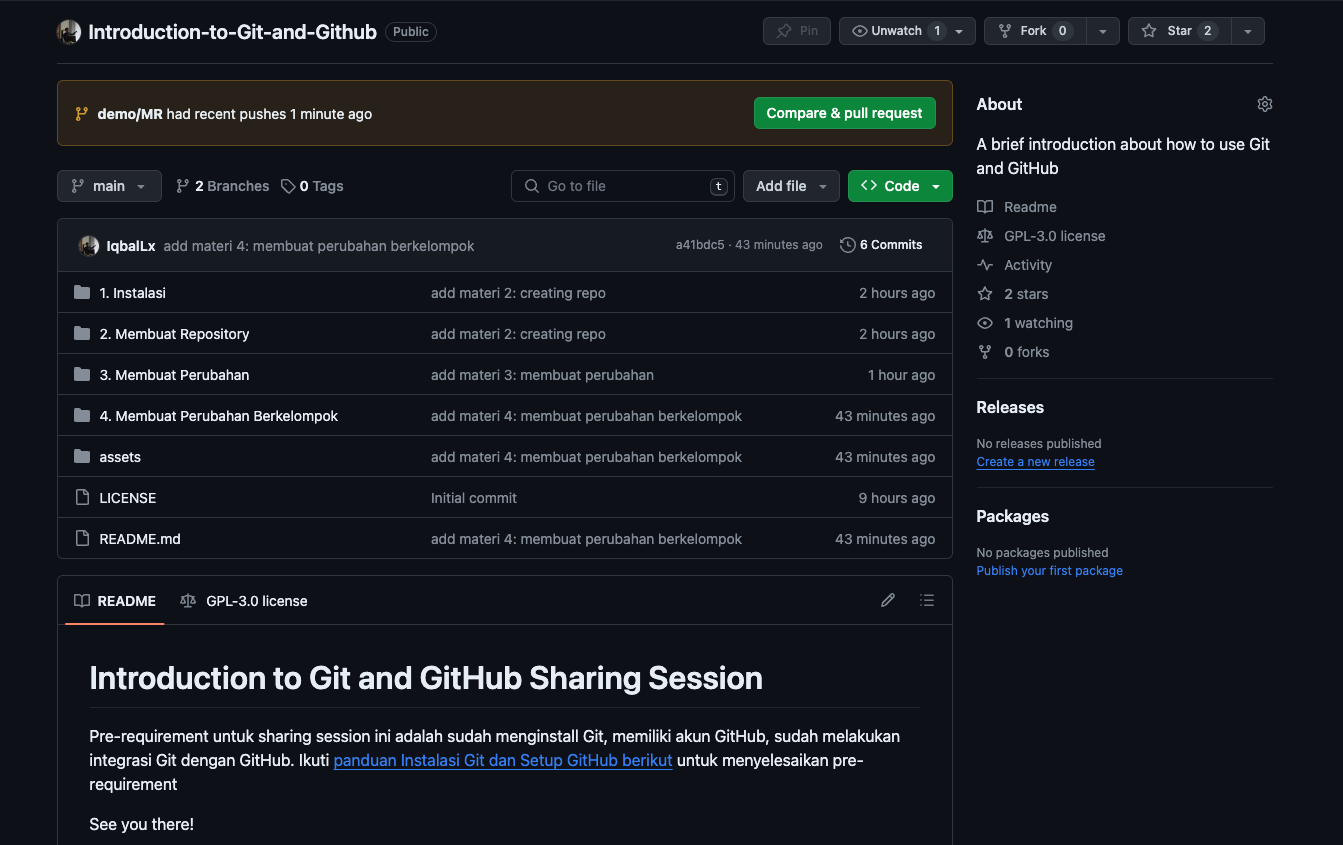 Introduction-to-Git-and-Github Public Pin Unwatch 1 Fork 0 Star 2
demo/MR had recent pushes 1 minute ago Compare & pull request
main 2 Branches 0 Tags Go to file t Add file Code
IqbalLx add materi 4: membuat perubahan berkelompok a41bdc5 · 43 minutes ago 6 Commits
1. Instalasi add materi 2: creating repo 2 hours ago
2. Membuat Repository add materi 2: creating repo 2 hours ago
3. Membuat Perubahan add materi 3: membuat perubahan 1 hour ago
4. Membuat Perubahan Berkelompok add materi 4: membuat perubahan berkelompok 43 minutes ago
assets add materi 4: membuat perubahan berkelompok 43 minutes ago
LICENSE Initial commit 9 hours ago
README.md add materi 4: membuat perubahan berkelompok 43 minutes ago
README GPL-3.0 license
Introduction to Git and GitHub Sharing Session
Pre-requirement untuk sharing session ini adalah sudah menginstall Git, memiliki akun GitHub, sudah melakukan
integrasi Git dengan GitHub. Ikuti panduan Instalasi Git dan Setup GitHub berikut untuk menyelesaikan pre-
requirement
See you there!
About
A brief introduction about how to use Git
and GitHub
Readme
GPL-3.0 license
Activity
2 stars
1 watching
0 forks
Releases
No releases published
Create a new release
Packages
No packages published
Publish your first package